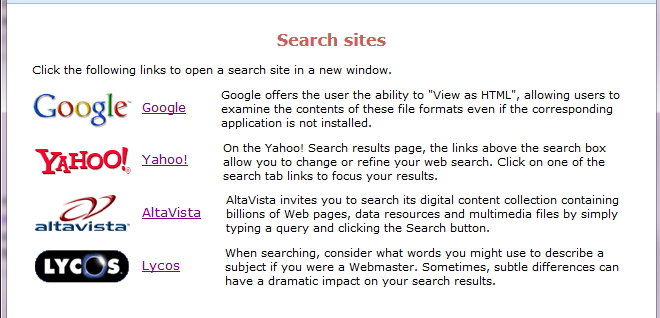 Search sites
Click the following links to open a search site in a new window.
Google™ Google Google offers the user the ability to "View as HTML", allowing users to
examine the contents of these file formats even if the corresponding
application is not installed.
YAHOO! Yahoo! On the Yahoo! Search results page, the links above the search box
allow you to change or refine your web search. Click on one of the
search tab links to focus your results.
altavista AltaVista AltaVista invites you to search its digital content collection containing
billions of Web pages, data resources and multimedia files by simply
typing a query and clicking the Search button.
LYCOS Lycos When searching, consider what words you might use to describe a
subject if you were a Webmaster. Sometimes, subtle differences can
have a dramatic impact on your search results.